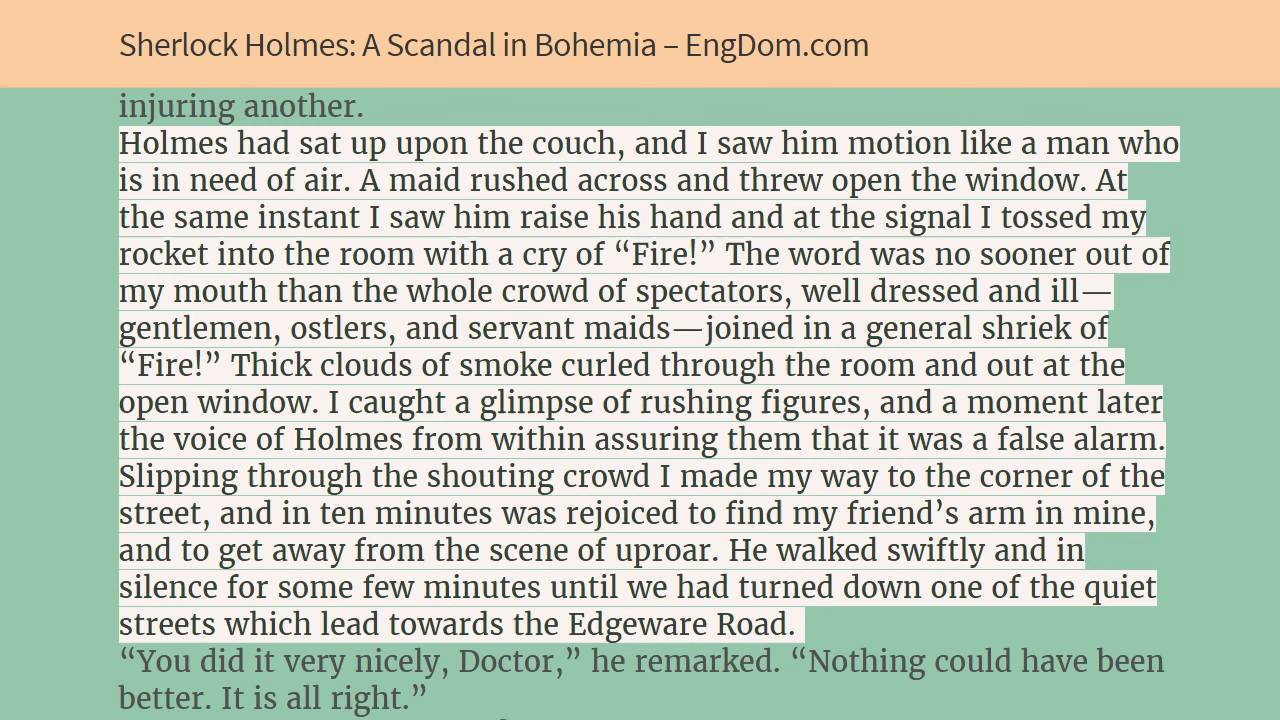 Sherlock Holmes: A Scandal in Bohemia – EngDom.com
injuring another.
Holmes had sat up upon the couch, and I saw him motion like a man who
is in need of air. A maid rushed across and threw open the window. At
the same instant I saw him raise his hand and at the signal I tossed my
rocket into the room with a cry of “Fire!” The word was no sooner out of
my mouth than the whole crowd of spectators, well dressed and ill—
gentlemen, ostlers, and servant maids—joined in a general shriek of
“Fire!” Thick clouds of smoke curled through the room and out at the
open window. I caught a glimpse of rushing figures, and a moment later
the voice of Holmes from within assuring them that it was a false alarm.
Slipping through the shouting crowd I made my way to the corner of the
street, and in ten minutes was rejoiced to find my friend’s arm in mine,
and to get away from the scene of uproar. He walked swiftly and in
silence for some few minutes until we had turned down one of the quiet
streets which lead towards the Edgeware Road.
“You did it very nicely, Doctor,” he remarked. “Nothing could have been
better. It is all right.”